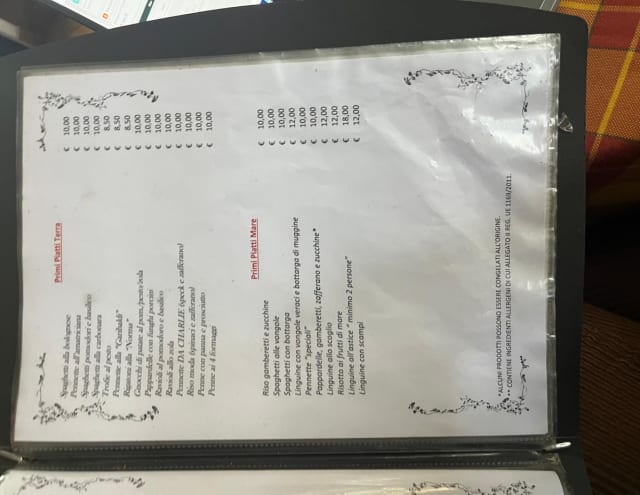 Primi Piatti Terra
Spaghetti alla bolognese € 10,00
Pennette all'amatriciana € 10,00
Spaghetti pomodori e basilico € 10,00
Spaghetti alla carbonara € 10,00
Trofie al pesto € 8,50
Pennette alla "Garibaldi" € 8,50
Rigatoni alla "Norma" € 8,50
Gnocchi di patate al pom./pesto/sola € 10,00
Pappardelle con funghi porcini € 10,00
Ravioli al pomodoro e basilico € 10,00
Ravioli alla sola € 10,00
Pennette DA CHARLIE (speck e zafferano) € 10,00
Riso moda (spinaci e zafferano) € 10,00
Penne con panna e prosciutto € 10,00
Penne ai 4 formaggi € 10,00
Primi Piatti Mare
Riso gamberetti e zucchine € 10,00
Spaghetti alle vongole € 10,00
Spaghetti con bottarga € 10,00
Linguine con vongole veraci e bottarga di muggine € 12,00
Pennette "speciali" € 10,00
Pappardelle, gamberetti, zafferano e zucchine* € 10,00
Linguine allo scoglio € 12,00
Risotto ai frutti di mare € 12,00
Linguine all'astice " minimo 2 persone" € 18,00
Linguine con scampi € 12,00
*ALCUNI PRODOTTI POSSONO ESSERE CONGELATI ALL'ORIGINE.
** CONTIENE INGREDIENTI ALLERGENI DI CUI ALLEGATO II REG. UE 1169/2011.